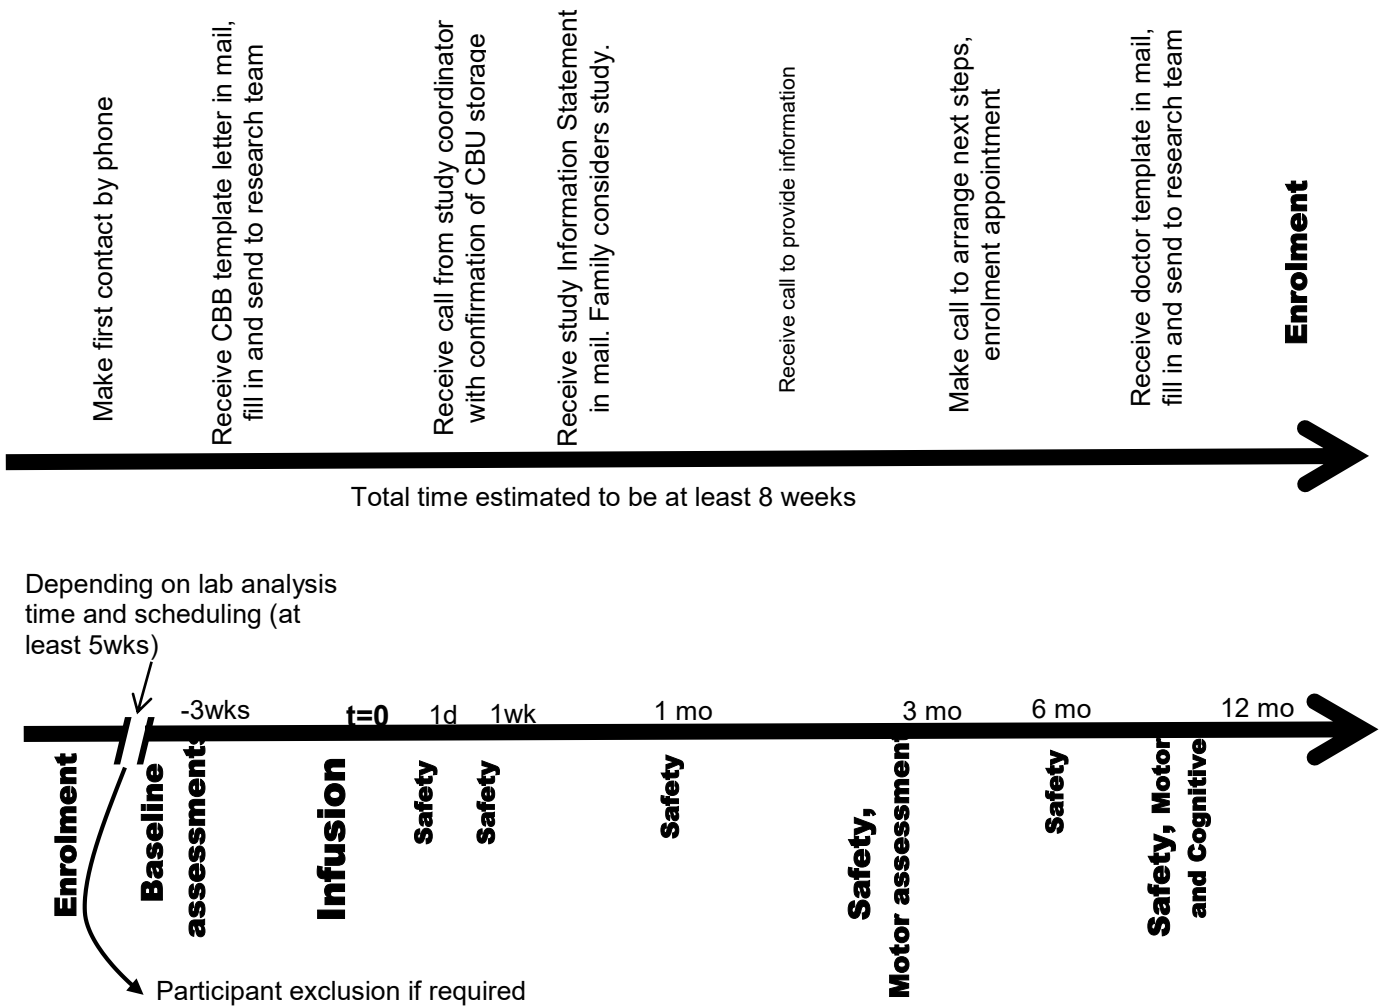 Make first contact by phone
Receive CBB template letter in mail,
fill in and send to research team
Receive call from study coordinator
with confirmation of CBU storage
Receive study Information Statement
in mail. Family considers study.
Receive call to provide information
Make call to arrange next steps,
enrolment appointment
Receive doctor template in mail,
fill in and send to research team
Enrolment
Total time estimated to be at least 8 weeks
Depending on lab analysis
time and scheduling (at
least 5wks)
-3wks
t=0
1d
1wk
1 mo
3 mo
6 mo
12 mo
Enrolment
Baseline
assessments
Infusion
Safety
Safety
Safety
Safety,
Motor assessment
Safety
Safety, Motor
and Cognitive
Participant exclusion if required